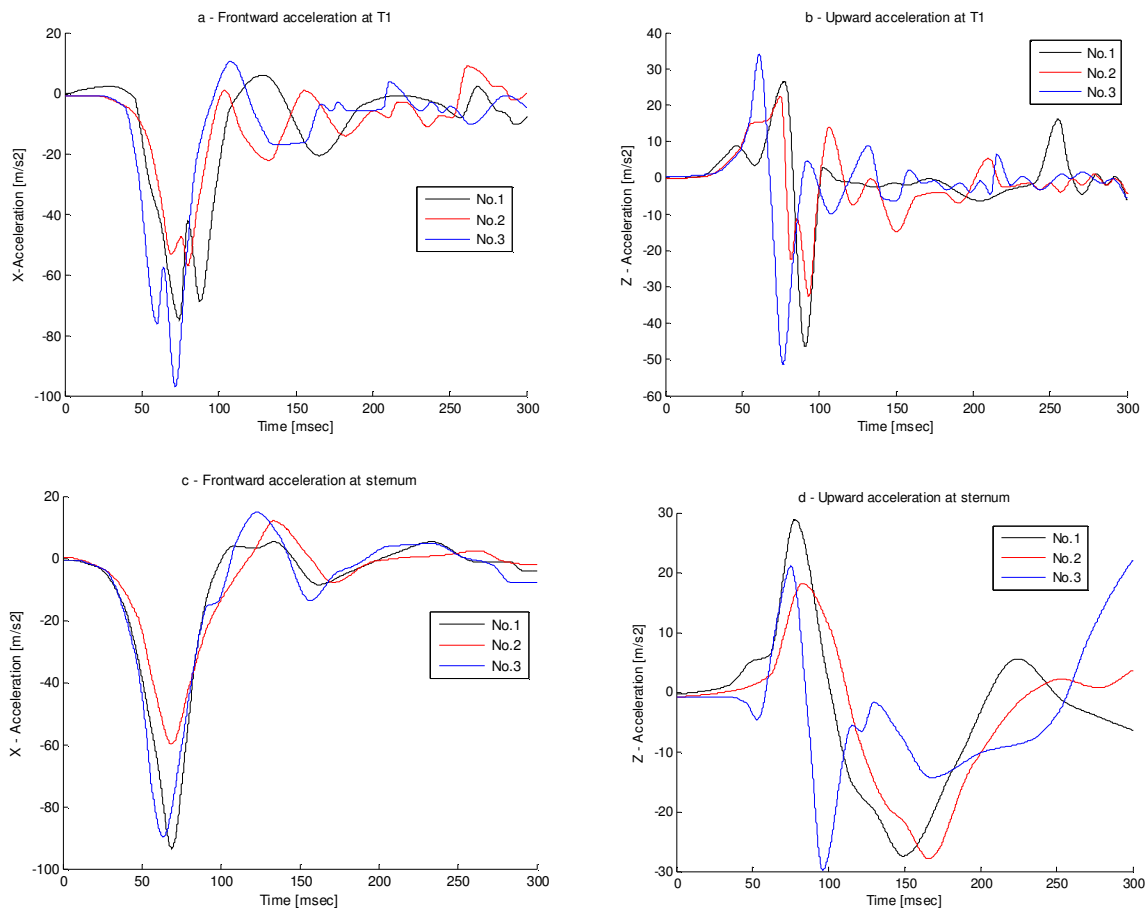 a - Frontward acceleration at T1
20
0
-20
-40
-60
-80
-100
X-Acceleration [m/s2]
No.1
No.2
No.3
0 50 100 150 200 250 300
Time [msec]
b - Upward acceleration at T1
40
30
20
10
0
-10
-20
-30
-40
-50
-60
Z - Acceleration [m/s2]
No.1
No.2
No.3
0 50 100 150 200 250 300
Time [msec]
c - Frontward acceleration at sternum
20
0
-20
-40
-60
-80
-100
X - Acceleration [m/s2]
No.1
No.2
No.3
0 50 100 150 200 250 300
Time [msec]
d - Upward acceleration at sternum
30
20
10
0
-10
-20
-30
Z - Acceleration [m/s2]
No.1
No.2
No.3
0 50 100 150 200 250 300
Time [msec]